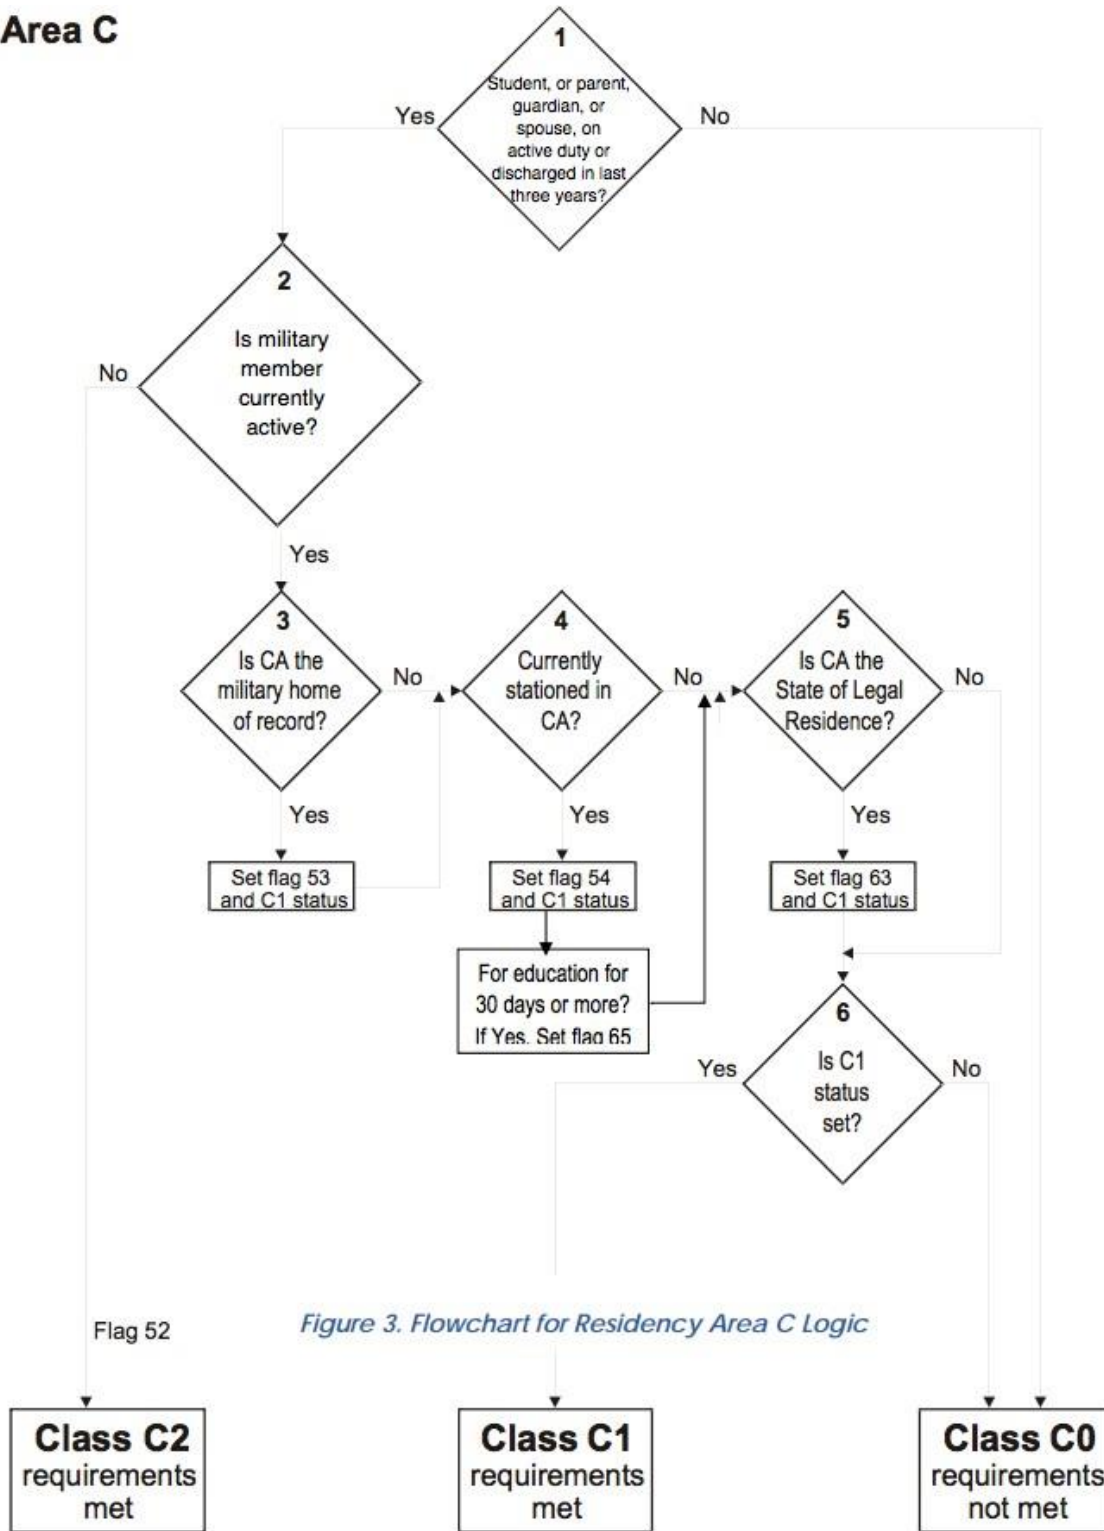 Area C
1
Student, or parent,
guardian, or
spouse, on
active duty or
discharged in last
three years?
Yes
No
2
Is military
member
currently
active?
No
Yes
3
Is CA the
military home
of record?
No
Yes
Set flag 53
and C1 status
4
Currently
stationed in
CA?
No
Yes
Set flag 54
and C1 status
For education for
30 days or more?
If Yes. Set flag 65
5
Is CA the
State of Legal
Residence?
No
Yes
Set flag 63
and C1 status
6
Is C1
status
set?
Yes
No
Flag 52
Figure 3. Flowchart for Residency Area C Logic
Class C2
requirements
met
Class C1
requirements
met
Class C0
requirements
not met